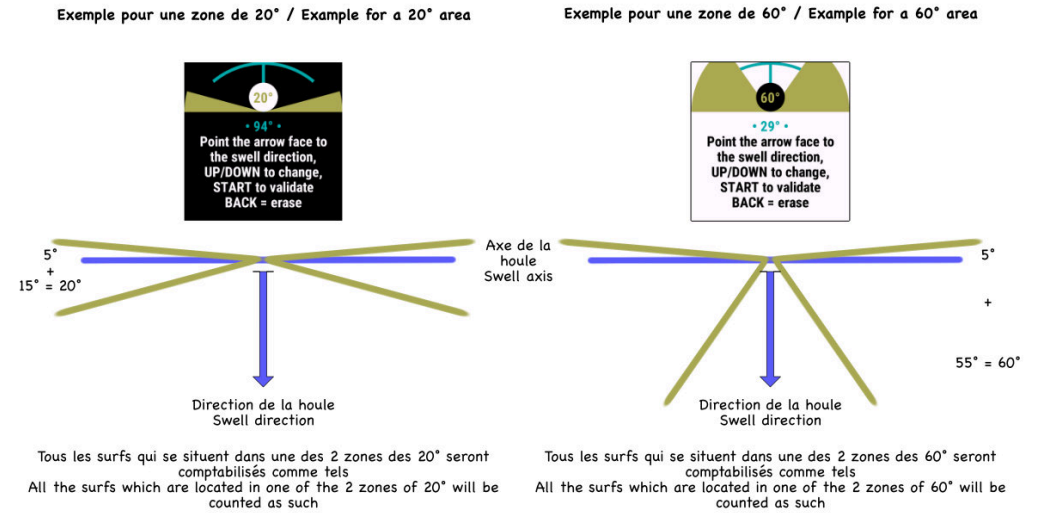 Exemple pour une zone de 20° / Example for a 20° area
20°
• 94° •
Point the arrow face to
the swell direction,
UP/DOWN to change,
START to validate
BACK = erase
5°
+
15° = 20°
Direction de la houle
Swell direction
Tous les surfs qui se situent dans une des 2 zones des 20° seront
comptabilisés comme tels
All the surfs which are located in one of the 2 zones of 20° will be
counted as such
Axe de la
houle
Swell axis
Exemple pour une zone de 60° / Example for a 60° area
60°
• 29° •
Point the arrow face to
the swell direction,
UP/DOWN to change,
START to validate
BACK = erase
5°
+
55° = 60°
Direction de la houle
Swell direction
Tous les surfs qui se situent dans une des 2 zones des 60° seront
comptabilisés comme tels
All the surfs which are located in one of the 2 zones of 60° will be
counted as such